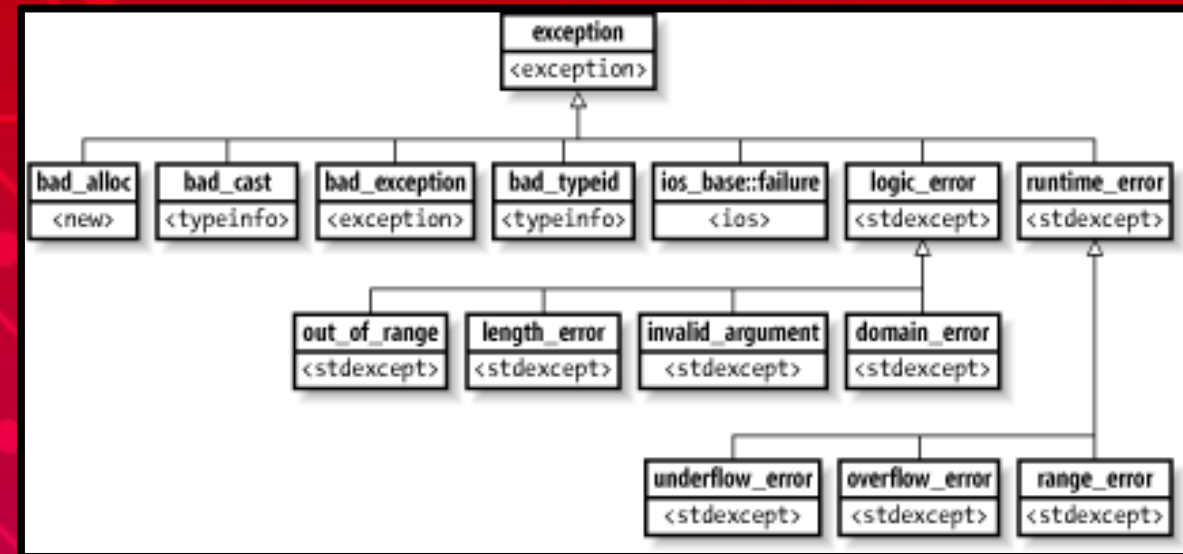 exception
<exception>
bad_alloc
<new>
bad_cast
<typeinfo>
bad_exception
<exception>
bad_typeid
<typeinfo>
ios_base::failure
<ios>
logic_error
<stdexcept>
runtime_error
<stdexcept>
out_of_range
<stdexcept>
length_error
<stdexcept>
invalid_argument
<stdexcept>
domain_error
<stdexcept>
underflow_error
<stdexcept>
overflow_error
<stdexcept>
range_error
<stdexcept>